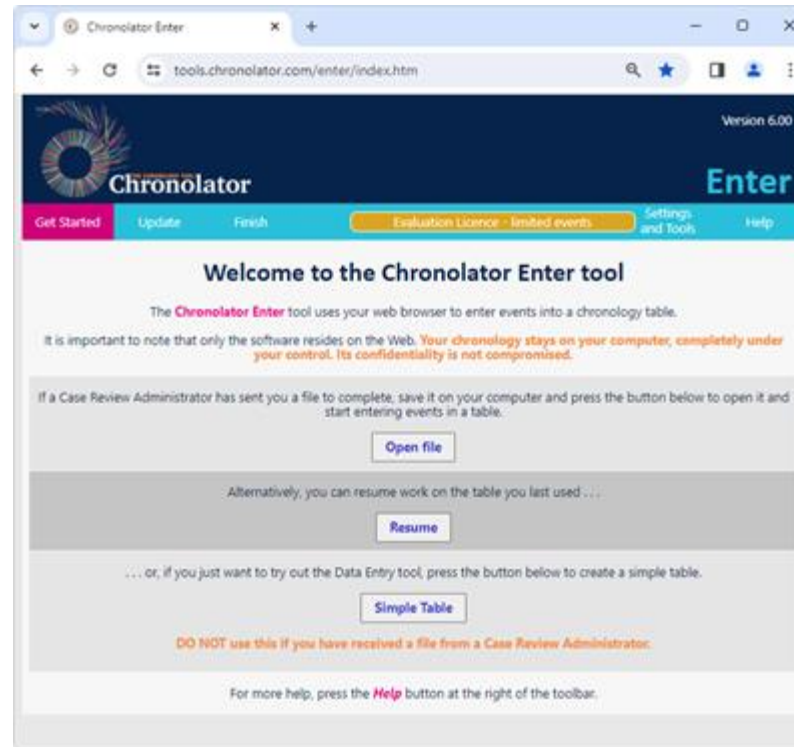 Chronolator Enter
tools.chronolator.com/enter/index.htm
Version 6.00
Chronolator
Enter
Get Started Update Finish Evaluation Licence - limited events Settings and Tools Help
Welcome to the Chronolator Enter tool
The Chronolator Enter tool uses your web browser to enter events into a chronology table.
It is important to note that only the software resides on the Web. Your chronology stays on your computer, completely under
your control. Its confidentiality is not compromised.
If a Case Review Administrator has sent you a file to complete, save it on your computer and press the button below to open it and
start entering events in a table.
Open file
Alternatively, you can resume work on the table you last used . . .
Resume
. . . or, if you just want to try out the Data Entry tool, press the button below to create a simple table.
Simple Table
DO NOT use this if you have received a file from a Case Review Administrator.
For more help, press the Help button at the right of the toolbar.